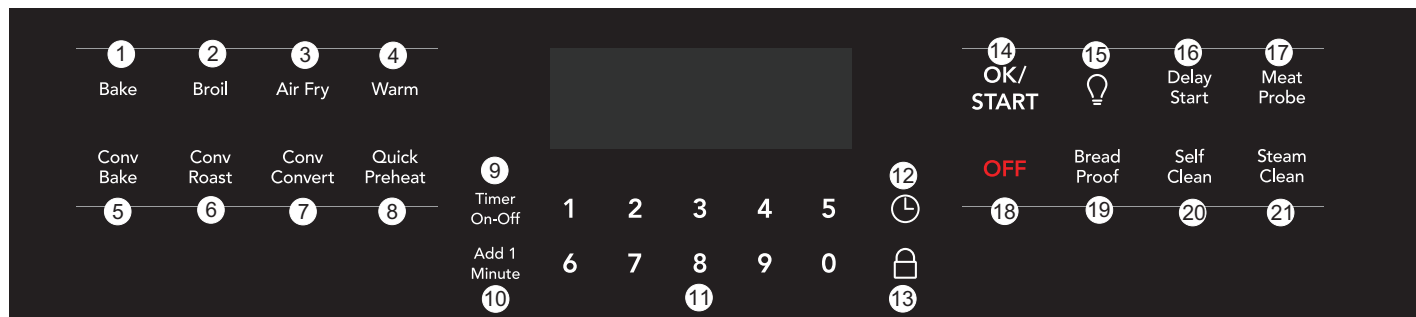 1 2 3 4
Bake Broil Air Fry Warm
Conv Bake
Conv Roast
Conv Convert
Quick Preheat
5 6 7 8
9
Timer
On-Off
1 2 3 4 5
Add 1
Minute
10
6 7 8 9 0
11
12
13
14
OK/
START
15
16
Delay
Start
17
Meat
Probe
OFF
18
Bread
Proof
19
Self
Clean
20
Steam
Clean
21